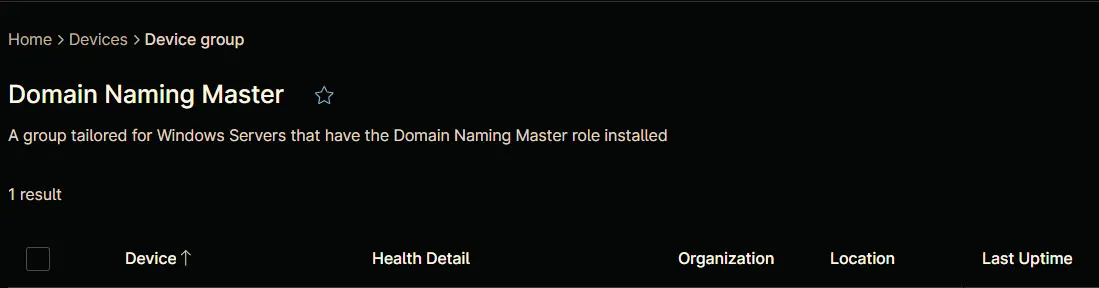 Home > Devices > Device group
Domain Naming Master
A group tailored for Windows Servers that have the Domain Naming Master role installed
1 result
Device ↑ Health Detail Organization Location Last Uptime